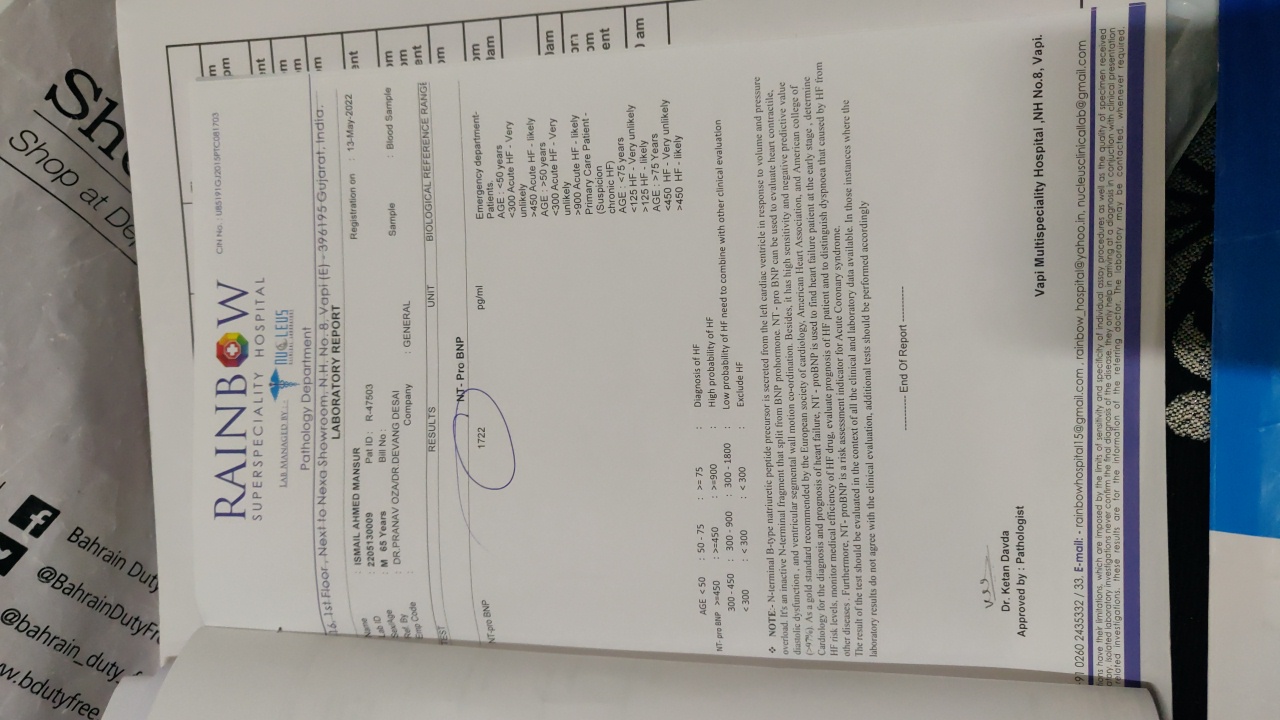 w.bdutyfree
@bahrain_duty.
@BahrainDutyFr
Bahrain Dut
Shop at De
Sh
RAINBOW
SUPERSPECIALITY HOSPITAL
CIN No. : U85191GJ2015PTC081703
LAB MANAGED BY :- NUCLEUS
Pathology Department
16, 1st Floor, Next to Nexa Showroom, N.H. No. 8, Vapi (E) - 396195 Gujarat, India.
LABORATORY REPORT
Name : ISMAIL AHMED MANSUR Registration on : 13-May-2022
Lab ID : 2205130009 Pat ID : R-47503
Sex/Age : M 65 Years Bill No : Sample : Blood Sample
Ref. By : DR.PRANAV OZA/DR.DEVANG DESAI
Emp Code : Company : GENERAL
TEST RESULTS UNIT BIOLOGICAL REFERENCE RANGE
NT- Pro BNP
NT-pro BNP 1722 pg/ml Emergency department-
Patients.
AGE : <50 years
<300 Acute HF - Very
unlikely
>450 Acute HF - likely
AGE : >50 years
<300 Acute HF - Very
unlikely
>900 Acute HF - likely
Primary Care Patient -
(Suspicion
chronic HF)
AGE : <75 years
<125 HF - Very unlikely
>125 HF - likely
AGE : >75 Years
<450 HF - Very unlikely
>450 HF - likely
AGE < 50 : 50 - 75 : >= 75 : Diagnosis of HF
NT- pro BNP >=450 : >=450 : >=900 : High probability of HF
300 - 450 : 300 - 900 : 300 - 1800 : Low probability of HF need to combine with other clinical evaluation
< 300 : < 300 : < 300 : Exclude HF
❖ NOTE:- N-terminal B-type natriuretic peptide precursor is secreted from the left cardiac ventricle in response to volume and pressure
overload. It's an inactive N-terminal fragment that split from BNP prohormone. NT - pro BNP can be used to evaluate heart contractile,
diastolic dysfunction , and ventricular segmental wall motion co-ordination. Besides, it has high sensitivity and negative predictive value
(>97%). As a gold standard recommended by the European society of cardiology, American Heart Association, and American college of
Cardiology for the diagnosis and prognosis of heart failure, NT - proBNP is used to find heart failure patient at the early stage , determine
HF risk levels, monitor medical efficiency of HF drug, evaluate prognosis of HF patient and to distinguish dyspnoea that caused by HF from
other diseases . Furthermore, NT- proBNP is a risk assessment indicator for Acute Coronary syndrome.
The result of the test should be evaluated in the context of all the clinical and laboratory data available. In those instances where the
laboratory results do not agree with the clinical evaluation, additional tests should be performed accordingly
---------- End Of Report ----------
Dr. Ketan Davda
Approved by : Pathologist
Vapi Multispeciality Hospital ,NH No.8, Vapi.
91 0260 2435332 / 33, E-mail: - rainbowhospital15@gmail.com , rainbow_hospital@yahoo.in, nucleusclinicallab@gmail.com
ions have their limitations, which are imposed by the limits of sensitivity and specificity of individual assay procedures as well as the quality of specimen received
atory. Isolated laboratory investigations never confirm the final diagnosis of the disease. they only help in arriving at a diagnosis in conjuction with clinical presentation
related investigations. these results are for the information of the referring doctor. The laboratory may be contacted, whenever required.